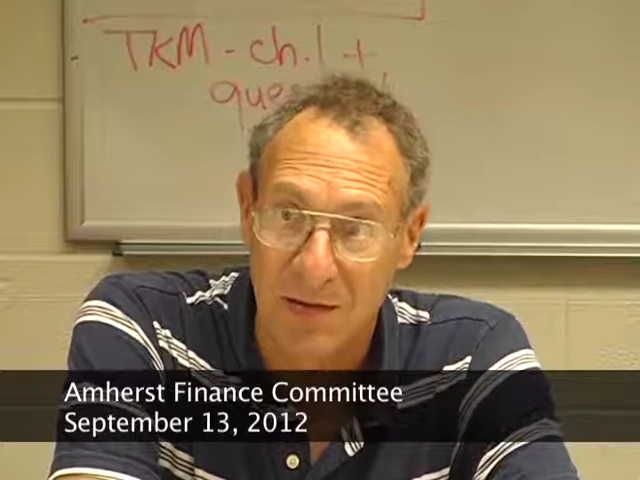 TKM - ch. 1 +
Amherst Finance Committee
September 13, 2012